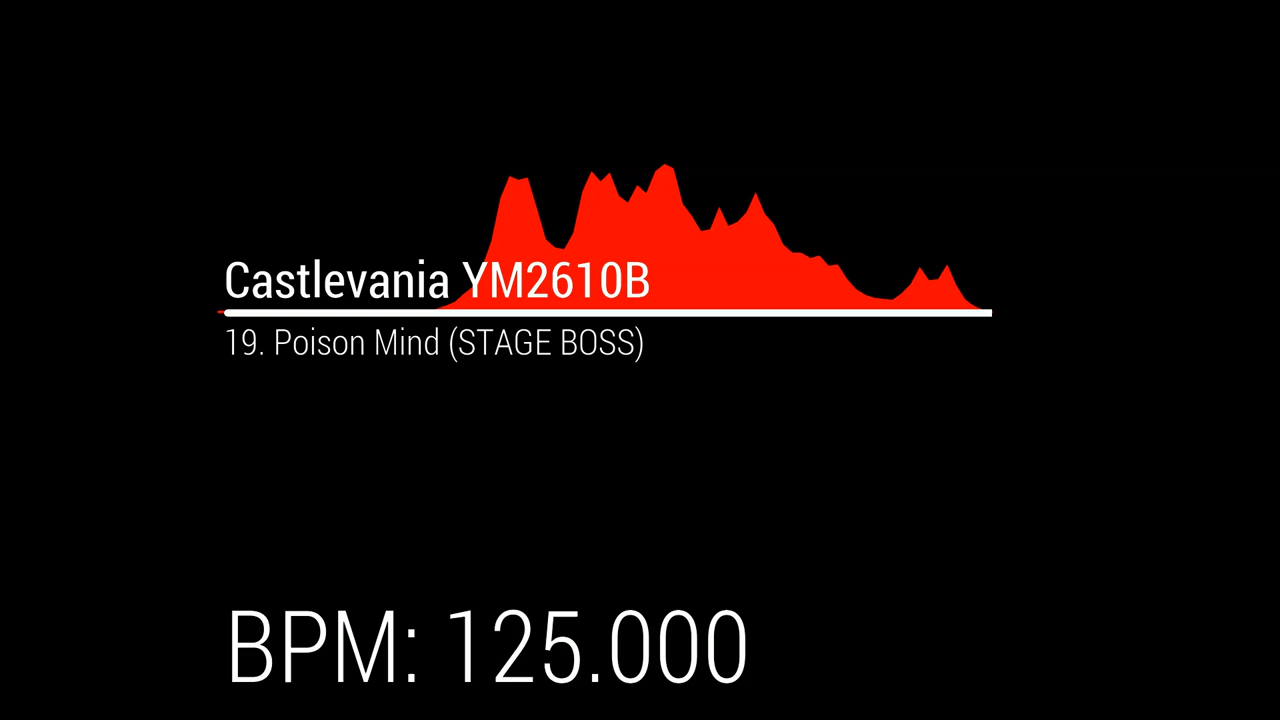 Castlevania YM2610B
19. Poison Mind (STAGE BOSS)
BPM: 125.000